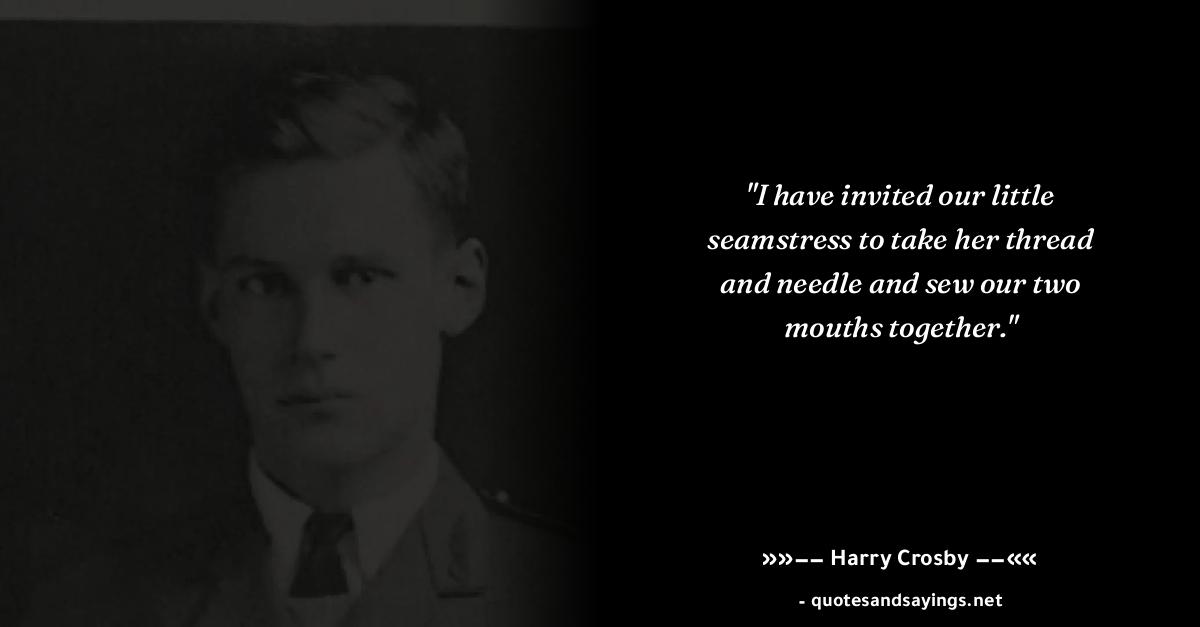 "I have invited our little
seamstress to take her thread
and needle and sew our two
mouths together."
»»–– Harry Crosby ––««
- quotesandsayings.net